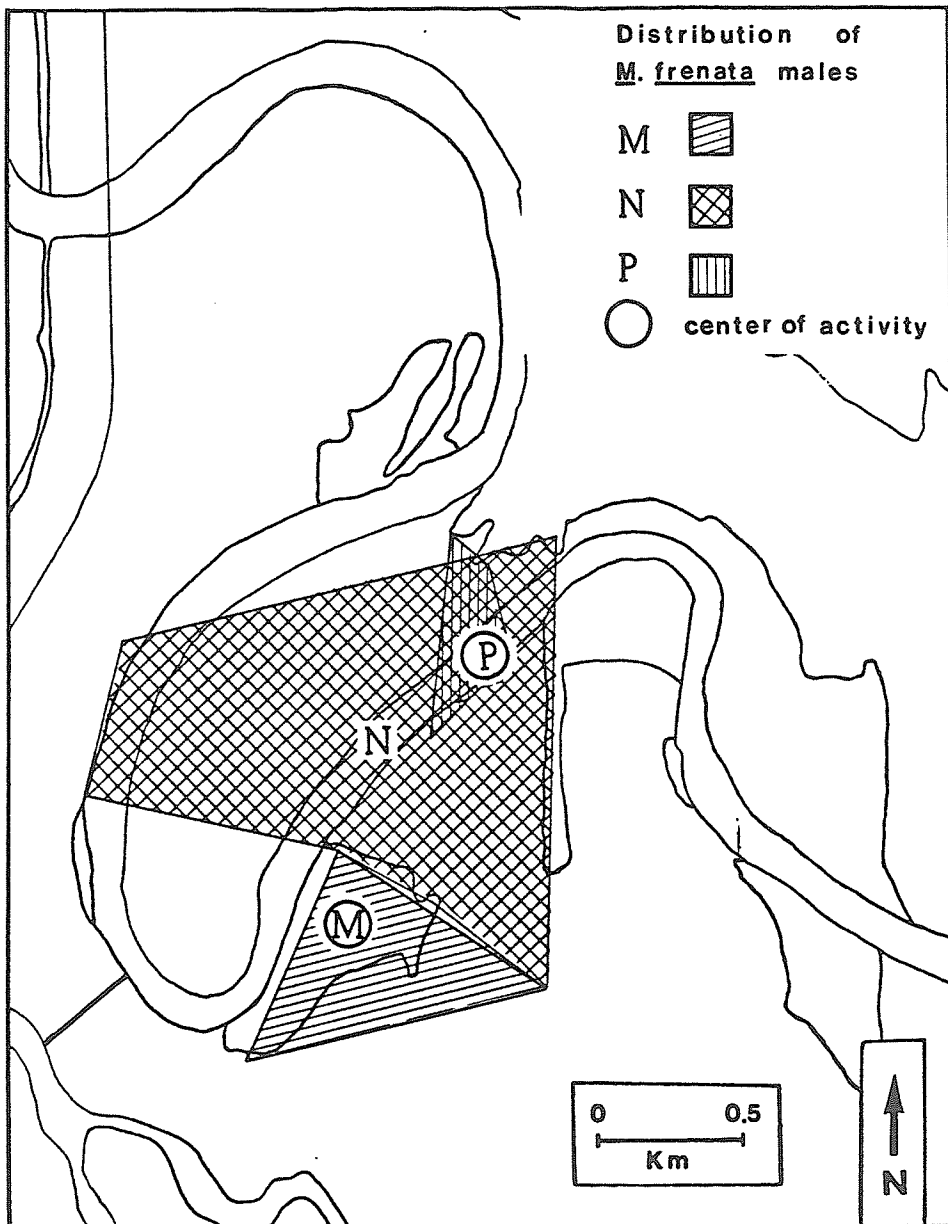 Distribution of
M. frenata males
M
N
P
center of activity
P
N
M
0 0.5
Km
N